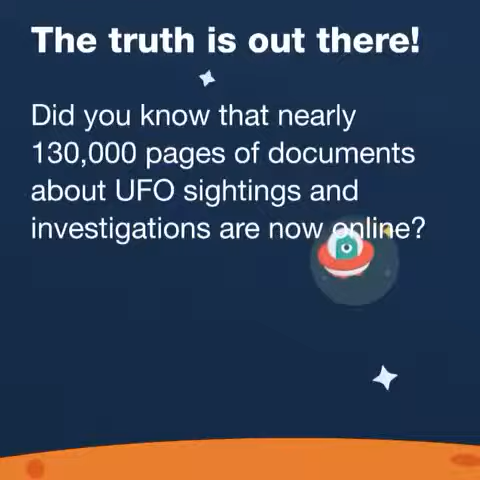 The truth is out there!
Did you know that nearly
130,000 pages of documents
about UFO sightings and
investigations are now online?